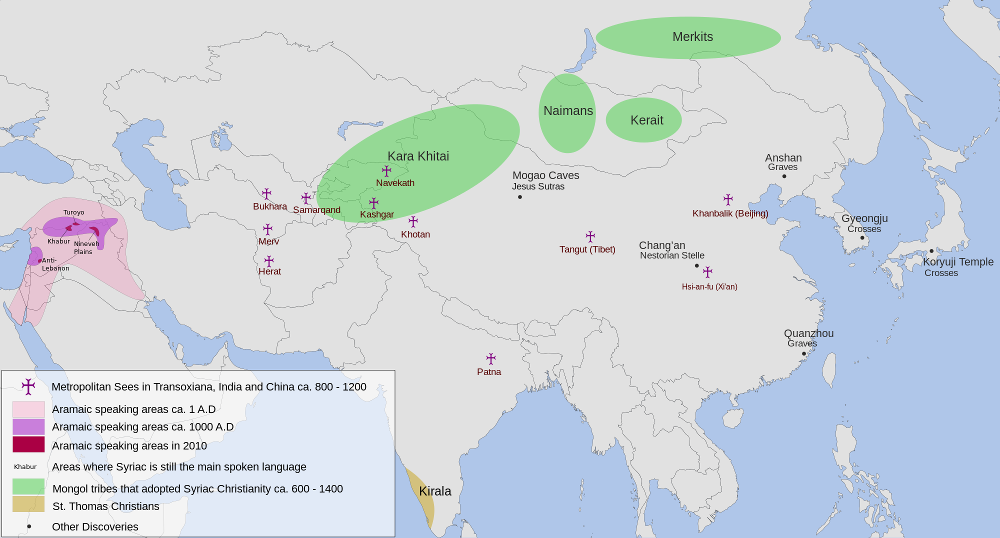 Merkits
Naimans
Kerait
Kara Khitai
Navekath
Anshan
Graves
Mogao Caves
Jesus Sutras
Bukhara
Samarqand
Kashgar
Khanbalik (Beijing)
Turoyo
Gyeongju
Crosses
Khotan
Khabur
Nineveh
Plains
Merv
Tangut (Tibet)
Chang’an
Nestorian Stelle
Anti-
Lebanon
Koryuji Temple
Crosses
Herat
Hsi-an-fu (Xi'an)
Quanzhou
Graves
Patna
Metropolitan Sees in Transoxiana, India and China ca. 800 - 1200
Aramaic speaking areas ca. 1 A.D
Aramaic speaking areas ca. 1000 A.D
Aramaic speaking areas in 2010
Khabur Areas where Syriac is still the main spoken language
Mongol tribes that adopted Syriac Christianity ca. 600 - 1400
St. Thomas Christians
Other Discoveries
Kirala